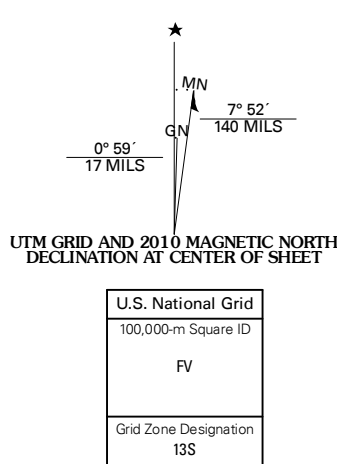 MN
7° 52´
140 MILS
GN
0° 59´
17 MILS
UTM GRID AND 2010 MAGNETIC NORTH
DECLINATION AT CENTER OF SHEET
U.S. National Grid
100,000-m Square ID
FV
Grid Zone Designation
13S